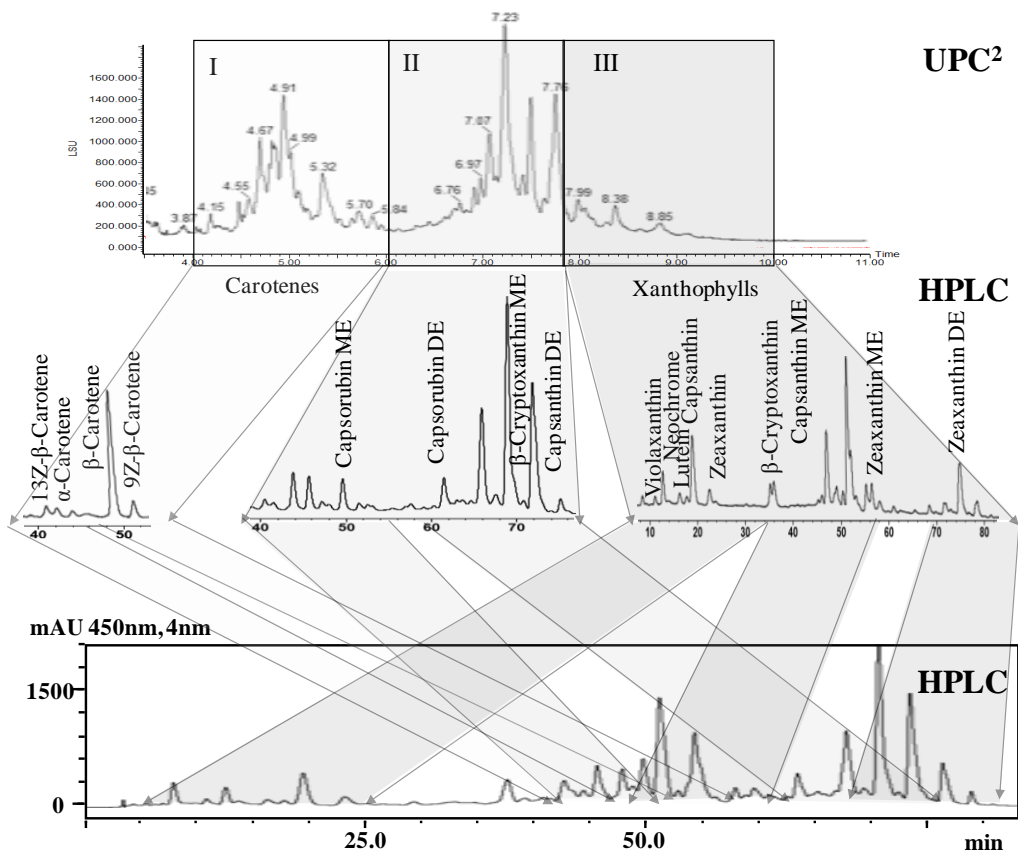 7.23
I
II
III
UPC²
LSU
1600.000
1400.000
1200.000
1000.000
800.000
600.000
400.000
200.000
0.000
3.87
4.15
4.55
4.67
4.91
4.99
5.32
5.70
5.84
6.76
6.97
7.07
7.76
7.99
8.38
8.85
4.00 5.00 6.00 7.00 8.00 9.00 10.00 11.00
Time
Carotenes
Xanthophylls
HPLC
13Z-β-Carotene
α-Carotene
β-Carotene
9Z-β-Carotene
40 50
Capsorubin ME
Capsorubin DE
β-Cryptoxanthin ME
Capsanthin DE
40 50 60 70
Violaxanthin
Neochrome
Lutein
Capsanthin
Zeaxanthin
β-Cryptoxanthin
Capsanthin ME
Zeaxanthin ME
Zeaxanthin DE
10 20 30 40 50 60 70 80
mAU 450nm, 4nm
HPLC
1500
0
25.0 50.0 min